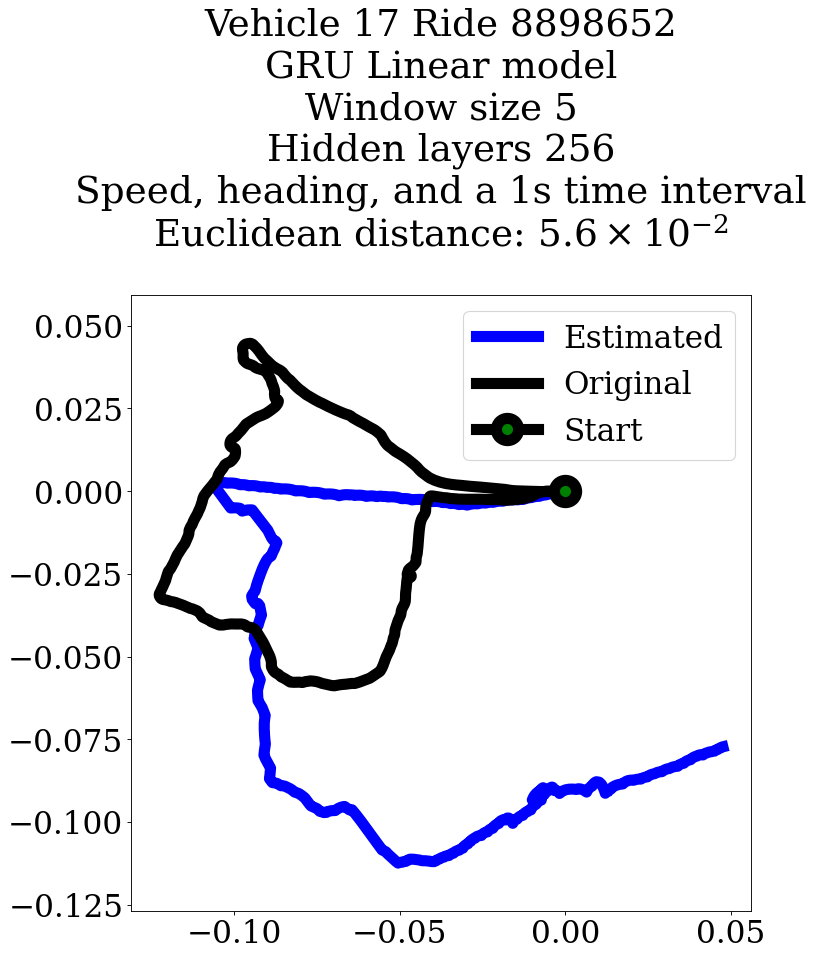 Vehicle 17 Ride 8898652
GRU Linear model
Window size 5
Hidden layers 256
Speed, heading, and a 1s time interval
Euclidean distance: 5.6 × 10⁻²
Estimated
Original
Start
0.050
0.025
0.000
−0.025
−0.050
−0.075
−0.100
−0.125
−0.10 −0.05 0.00 0.05